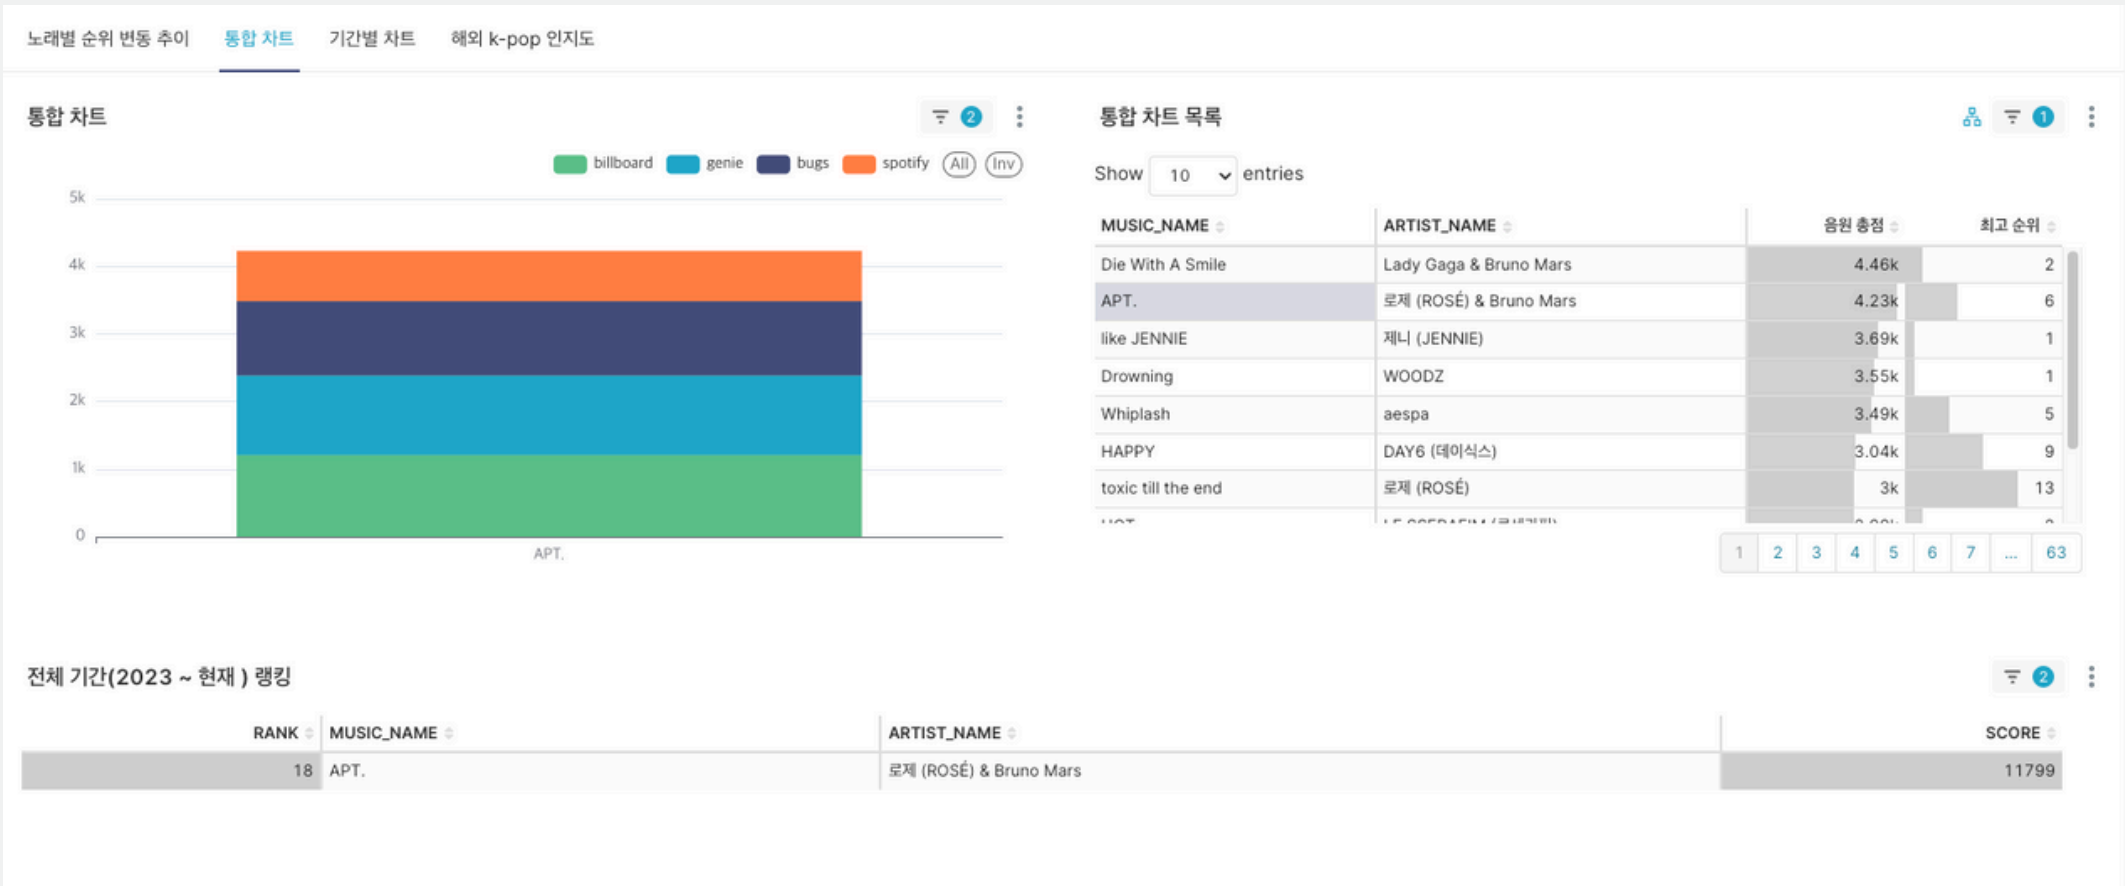 노래별 순위 변동 추이 통합 차트 기간별 차트 해외 k-pop 인지도
통합 차트 2
billboard genie bugs spotify All Inv
5k
4k
3k
2k
1k
0
APT.
통합 차트 목록 1
Show 10 entries
MUSIC_NAME ARTIST_NAME 음원 총점 최고 순위
Die With A Smile Lady Gaga & Bruno Mars 4.46k 2
APT. 로제 (ROSÉ) & Bruno Mars 4.23k 6
like JENNIE 제니 (JENNIE) 3.69k 1
Drowning WOODZ 3.55k 1
Whiplash aespa 3.49k 5
HAPPY DAY6 (데이식스) 3.04k 9
toxic till the end 로제 (ROSÉ) 3k 13
HOT LE SSERAFIM (르세라핌)
1 2 3 4 5 6 7 ... 63
전체 기간(2023 ~ 현재 ) 랭킹 2
RANK MUSIC_NAME ARTIST_NAME SCORE
18 APT. 로제 (ROSÉ) & Bruno Mars 11799